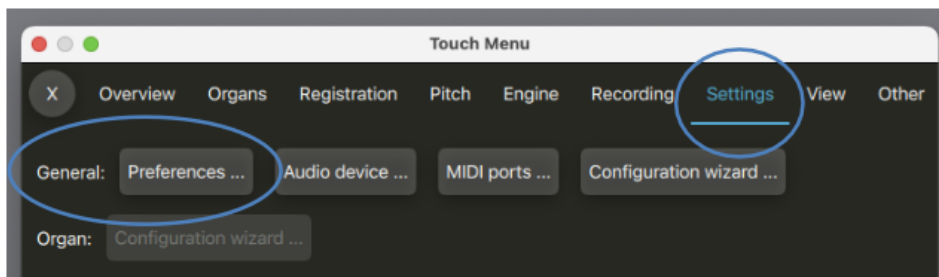 Touch Menu
X Overview Organs Registration Pitch Engine Recording Settings View Other
General: Preferences ... Audio device ... MIDI ports ... Configuration wizard ...
Organ: Configuration wizard ...